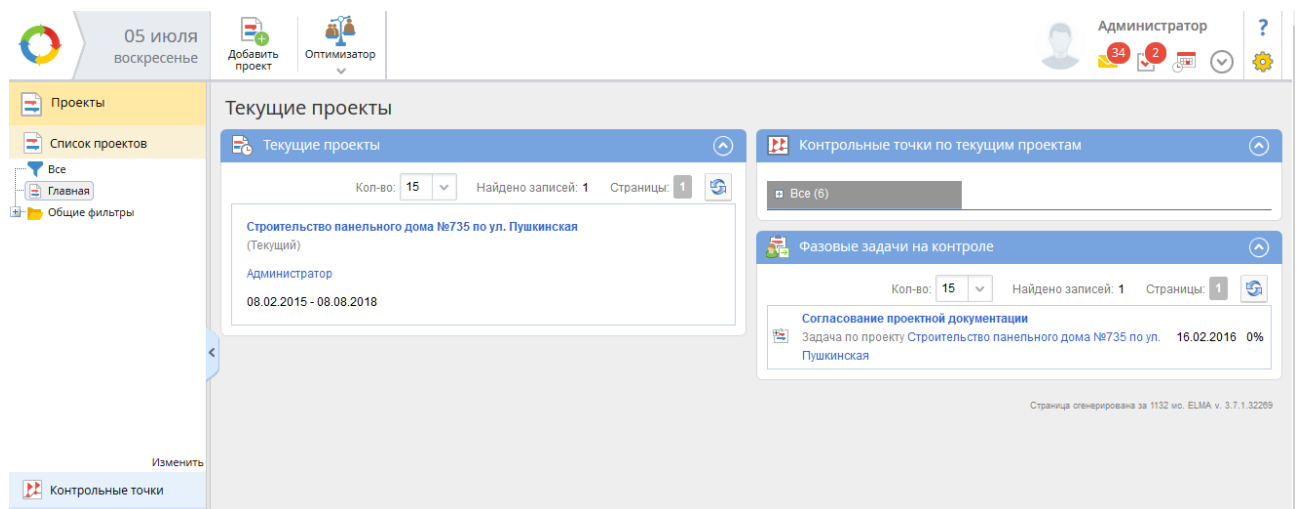 05 июля
воскресенье
Добавить
проект
Оптимизатор
Администратор
34
2
?
Проекты
Список проектов
Все
Главная
Общие фильтры
Изменить
Контрольные точки
Текущие проекты
Текущие проекты
Кол-во: 15 Найдено записей: 1 Страницы: 1
Строительство панельного дома №735 по ул. Пушкинская
(Текущий)
Администратор
08.02.2015 - 08.08.2018
Контрольные точки по текущим проектам
Все (6)
Фазовые задачи на контроле
Кол-во: 15 Найдено записей: 1 Страницы: 1
Согласование проектной документации
Задача по проекту Строительство панельного дома №735 по ул. 16.02.2016 0%
Пушкинская
Страница сгенерирована за 1132 мс. ELMA v. 3.7.1.32269